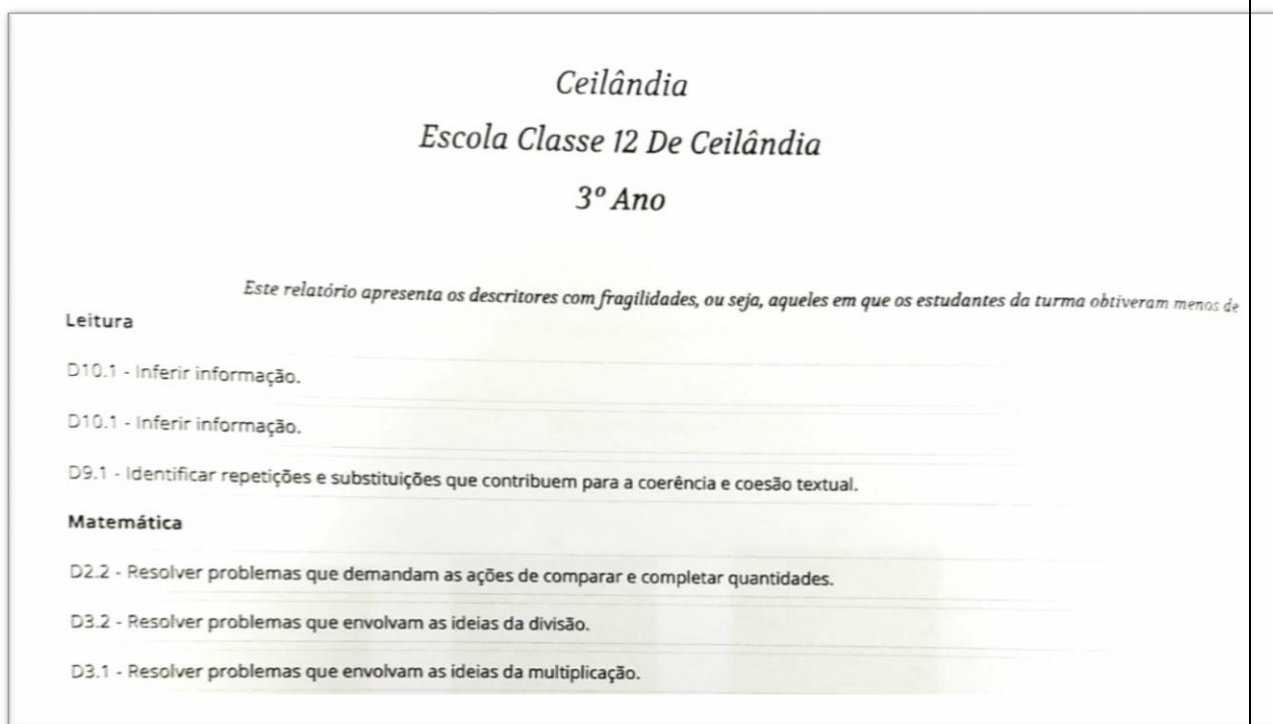 Ceilândia
Escola Classe 12 De Ceilândia
3º Ano
Este relatório apresenta os descritores com fragilidades, ou seja, aqueles em que os estudantes da turma obtiveram menos de
Leitura
D10.1 - Inferir informação.
D10.1 - Inferir informação.
D9.1 - Identificar repetições e substituições que contribuem para a coerência e coesão textual.
Matemática
D2.2 - Resolver problemas que demandam as ações de comparar e completar quantidades.
D3.2 - Resolver problemas que envolvam as ideias da divisão.
D3.1 - Resolver problemas que envolvam as ideias da multiplicação.